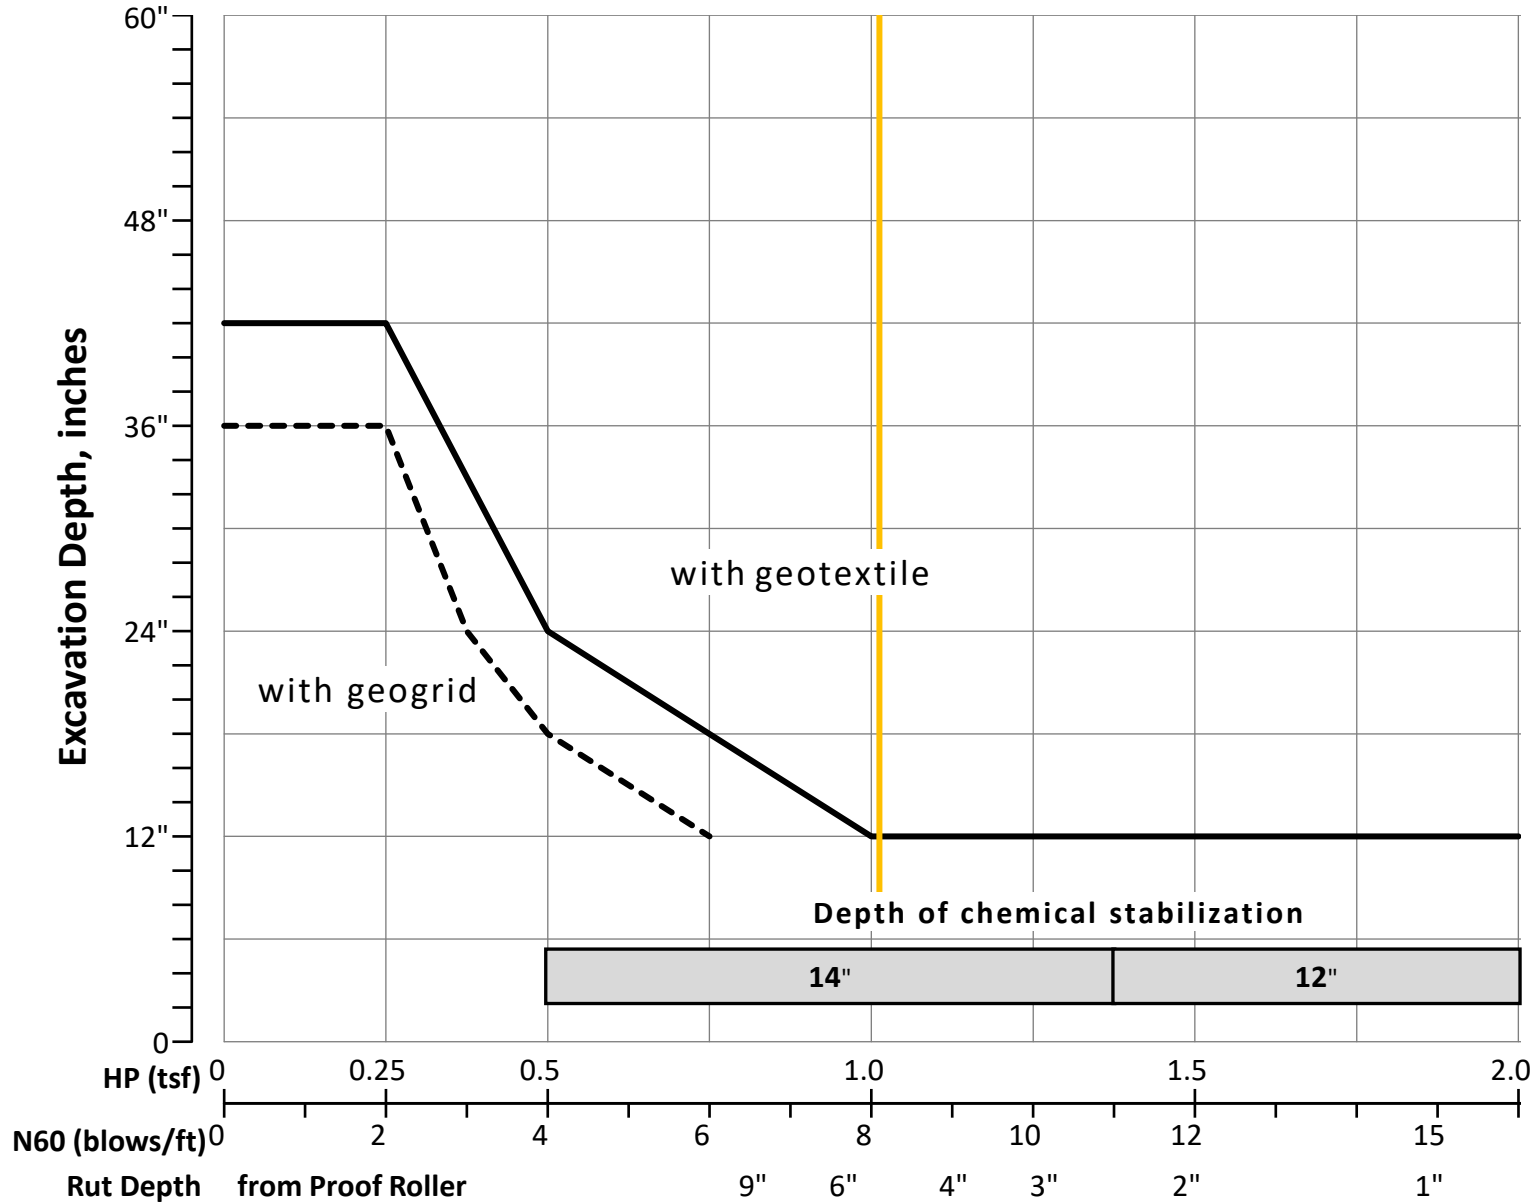 60"
48"
36"
24"
12"
0
Excavation Depth, inches
with geotextile
with geogrid
Depth of chemical stabilization
14" 12"
HP (tsf) 0 0.25 0.5 1.0 1.5 2.0
N60 (blows/ft) 0 2 4 6 8 10 12 15
Rut Depth from Proof Roller 9" 6" 4" 3" 2" 1"